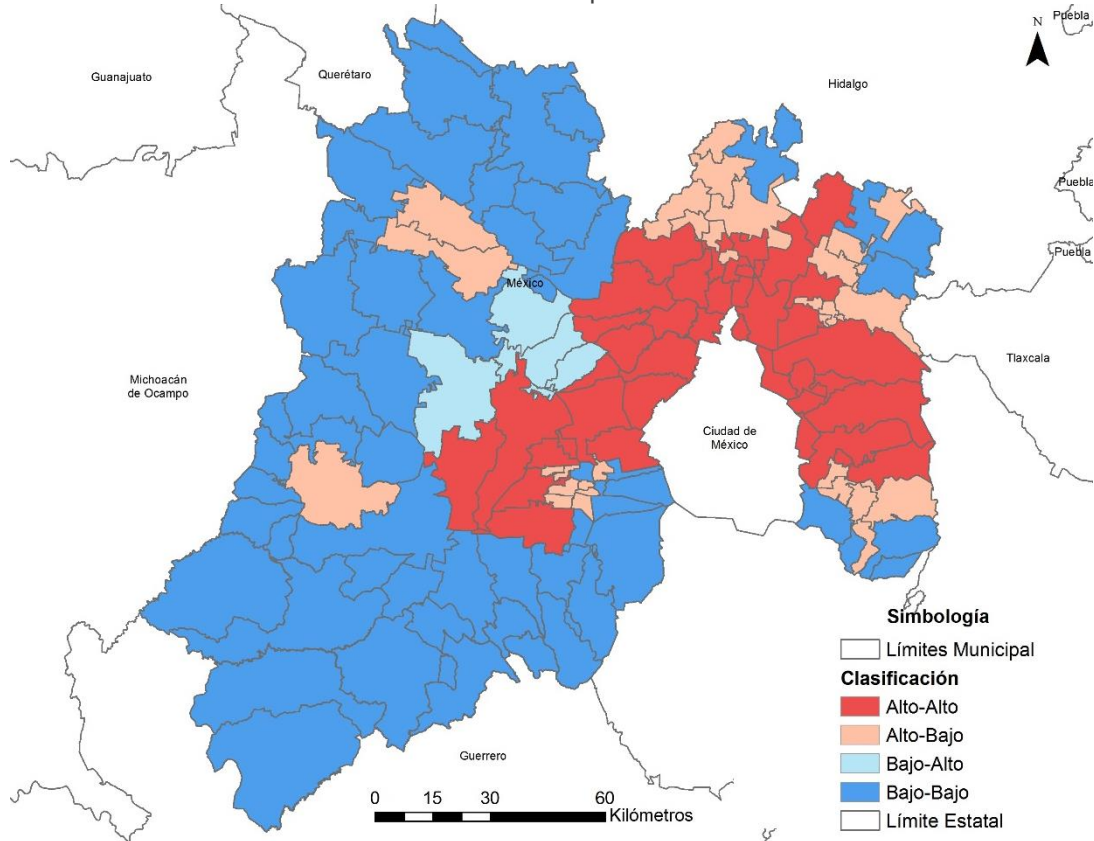 Puebla
N
Guanajuato
Querétaro
Hidalgo
Puebla
Puebla
México
Tlaxcala
Michoacán
de Ocampo
Ciudad de
México
Guerrero
Simbología
Límites Municipal
Clasificación
Alto-Alto
Alto-Bajo
Bajo-Alto
Bajo-Bajo
Límite Estatal
0 15 30 60
Kilómetros